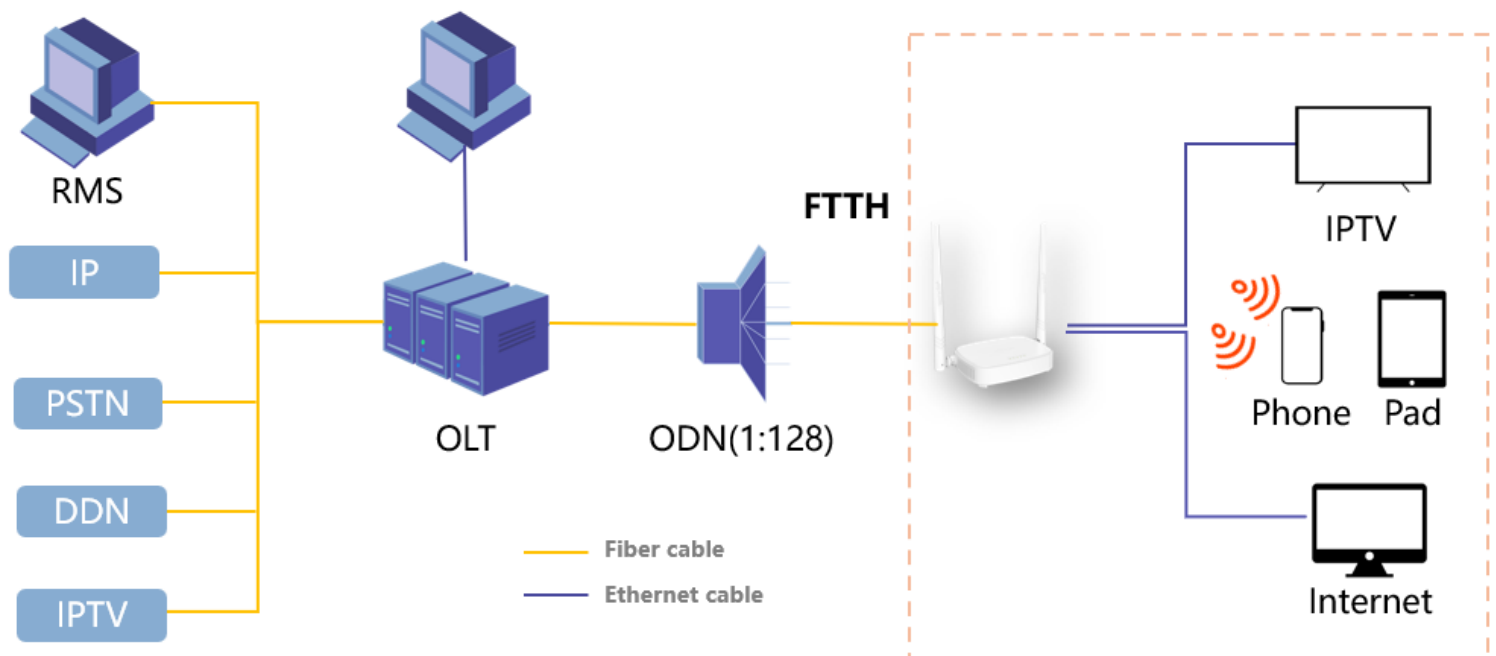 RMS
IP
PSTN
DDN
IPTV
OLT
ODN(1:128)
FTTH
Fiber cable
Ethernet cable
IPTV
Phone Pad
Internet